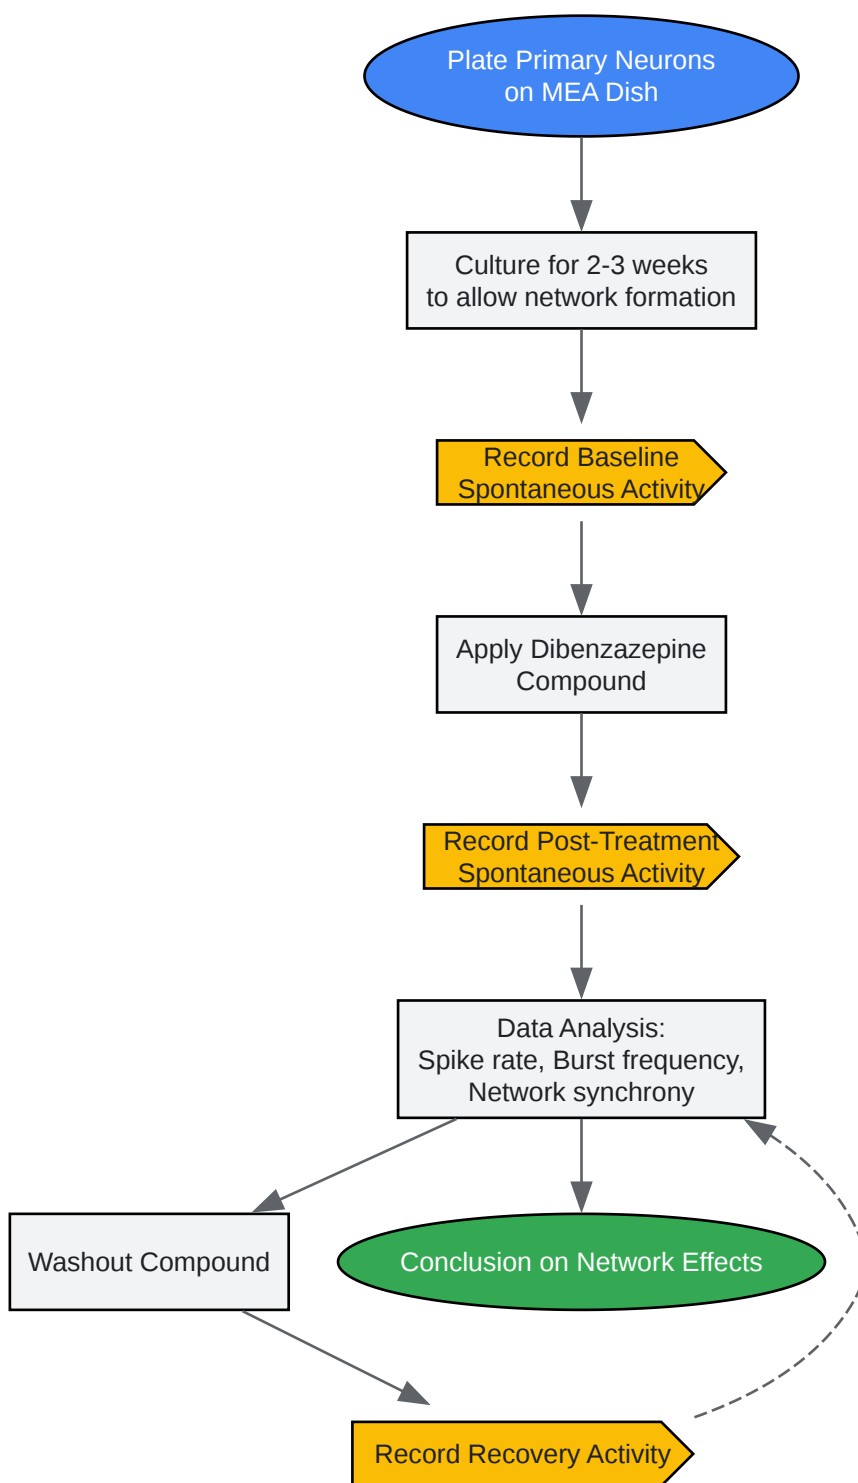 Plate Primary Neurons
on MEA Dish
Culture for 2-3 weeks
to allow network formation
Record Baseline
Spontaneous Activity
Apply Dibenzazepine
Compound
Record Post-Treatment
Spontaneous Activity
Data Analysis:
Spike rate, Burst frequency,
Network synchrony
Washout Compound
Conclusion on Network Effects
Record Recovery Activity